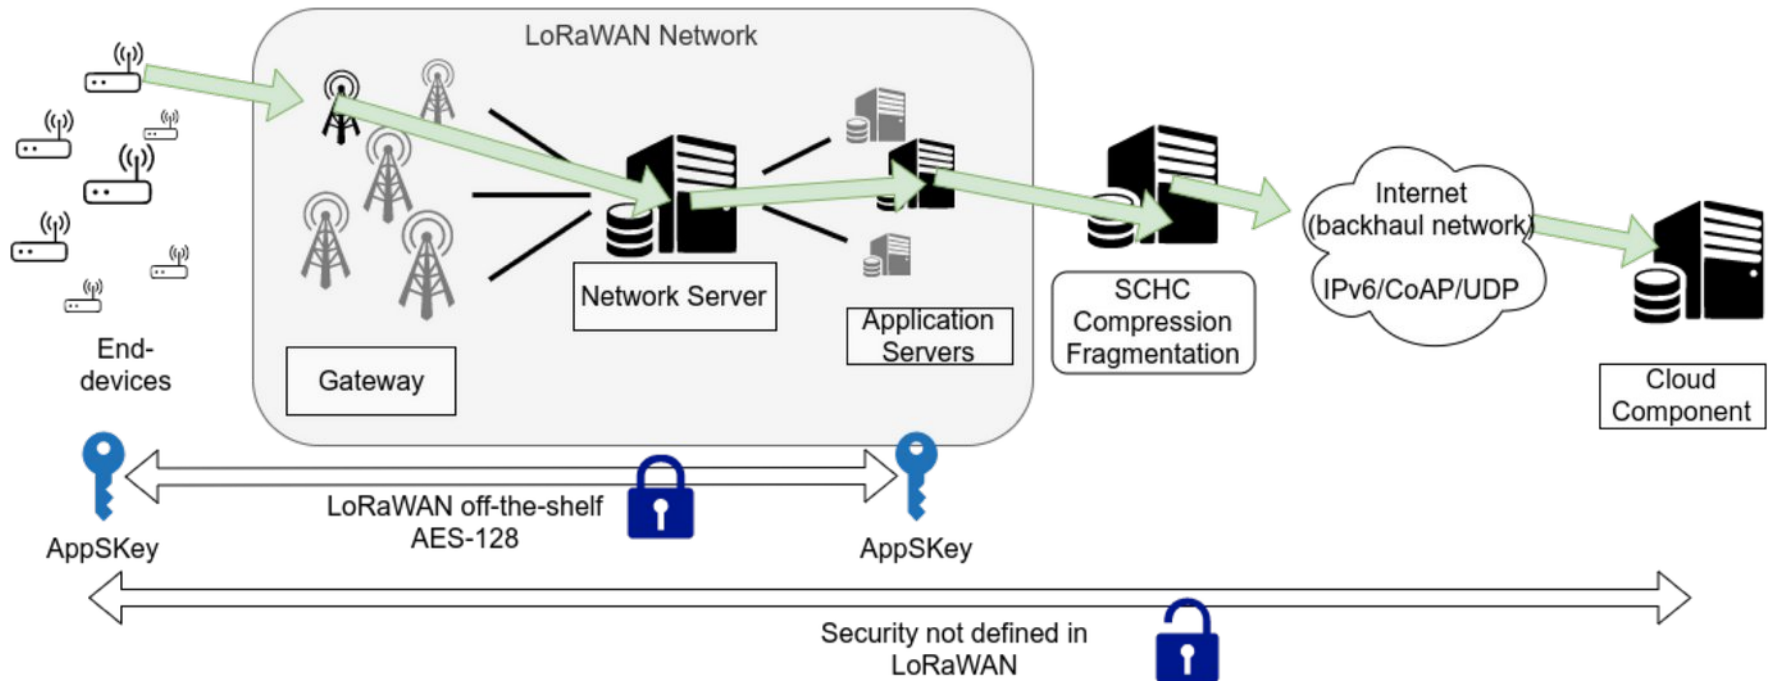 LoRaWAN Network
End-
devices
Gateway
Network Server
Application
Servers
SCHC
Compression
Fragmentation
Internet
(backhaul network)
IPv6/CoAP/UDP
Cloud
Component
LoRaWAN off-the-shelf
AES-128
AppSKey
AppSKey
Security not defined in
LoRaWAN